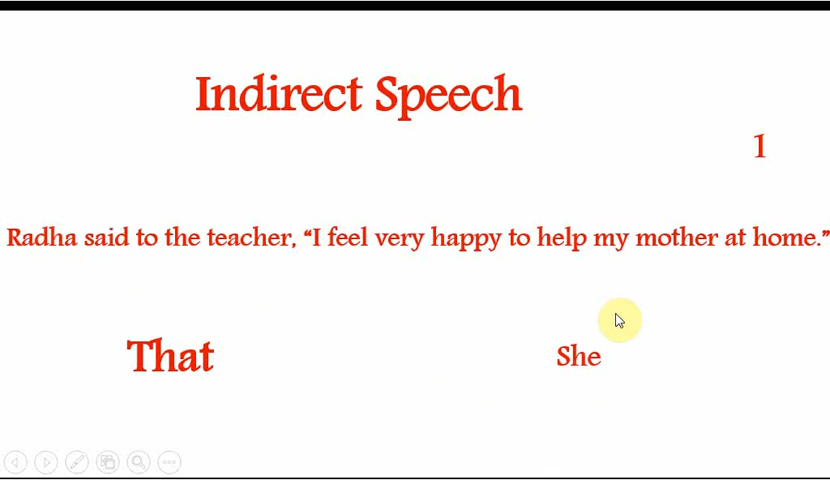 Indirect Speech
1
Radha said to the teacher, “I feel very happy to help my mother at home.”
That
She